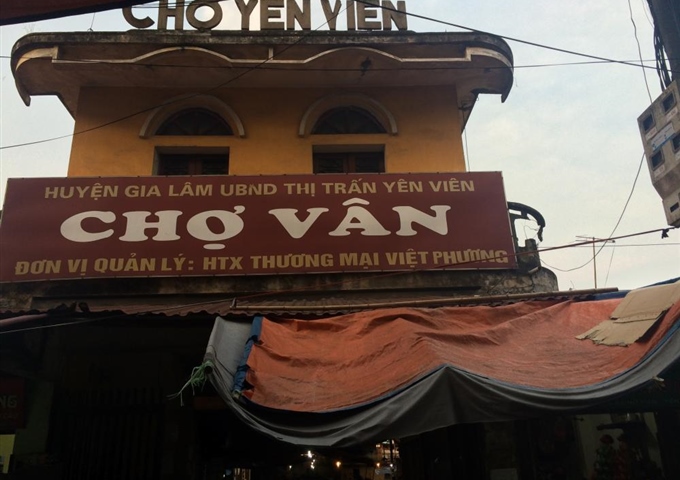 CHỢ YÊN VIÊN
HUYỆN GIA LÂM UBND THỊ TRẤN YÊN VIÊN
CHỢ VÂN
ĐƠN VỊ QUẢN LÝ: HTX THƯƠNG MẠI VIỆT PHƯƠNG